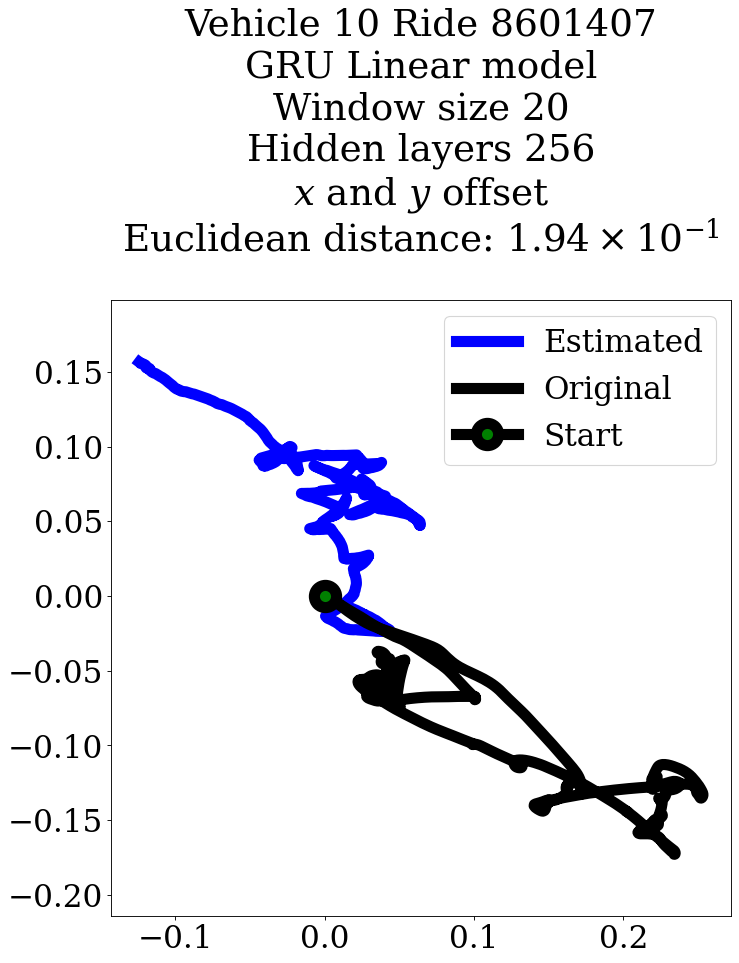 Vehicle 10 Ride 8601407
GRU Linear model
Window size 20
Hidden layers 256
x and y offset
Euclidean distance: 1.94 × 10⁻¹
Estimated
Original
Start
0.15
0.10
0.05
0.00
−0.05
−0.10
−0.15
−0.20
−0.1 0.0 0.1 0.2